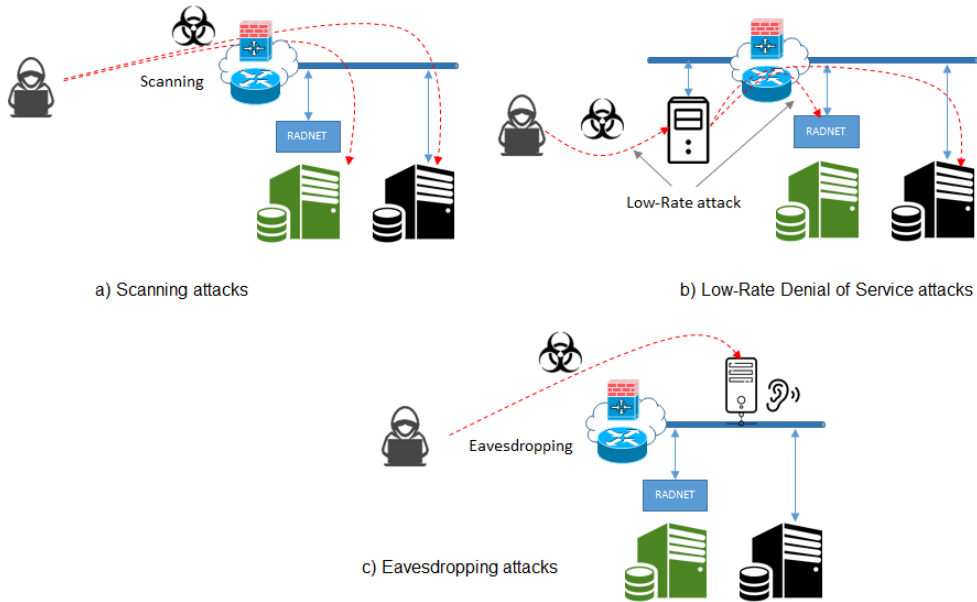 Scanning
RADNET
a) Scanning attacks
RADNET
Low-Rate attack
b) Low-Rate Denial of Service attacks
Eavesdropping
RADNET
c) Eavesdropping attacks